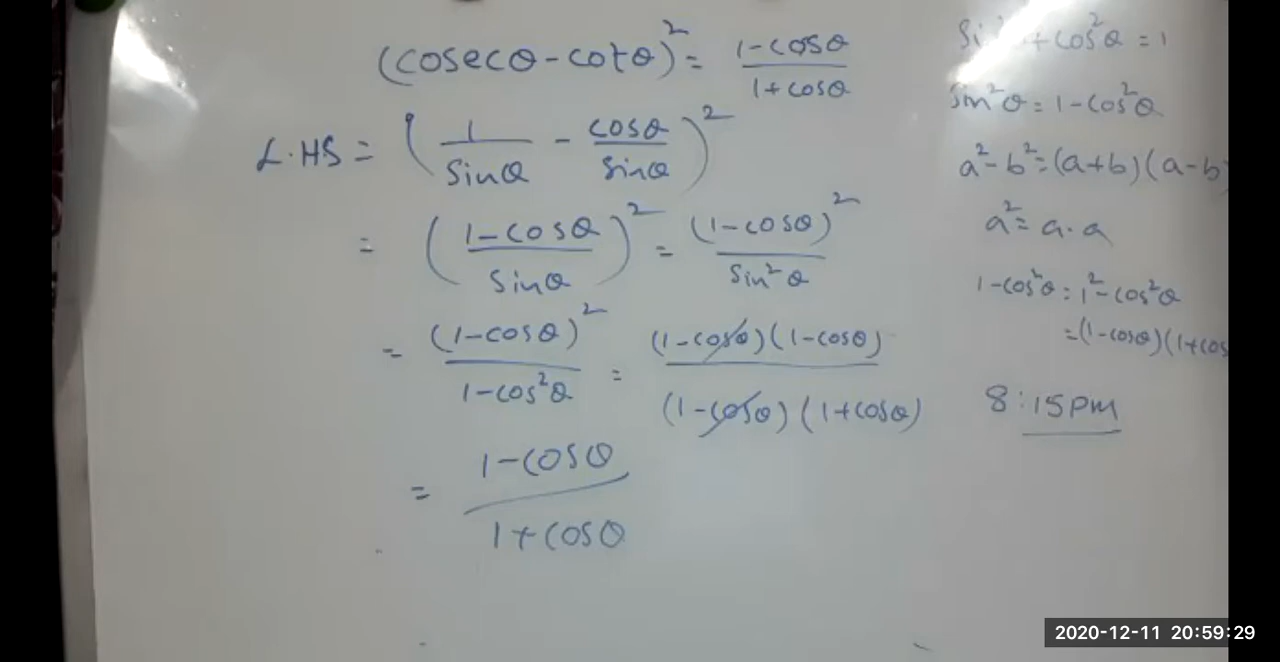 (cosecθ-cotθ)² = 1-cosθ / 1+cosθ
L.HS = (1/Sinθ - cosθ/Sinθ)²
= (1-cosθ/Sinθ)² = (1-cosθ)²/Sin²θ
= (1-cosθ)²/1-cos²θ = (1-cosθ)(1-cosθ)/(1-cosθ)(1+cosθ)
= 1-cosθ/1+cosθ
+cos²θ = 1
Sin²θ = 1-cos²θ
a²-b²=(a+b)(a-b
a²= a.a
1-cos²θ = 1²-cos²θ
=(1-cosθ)(1+cos
8:15pm
2020-12-11 20:59:29